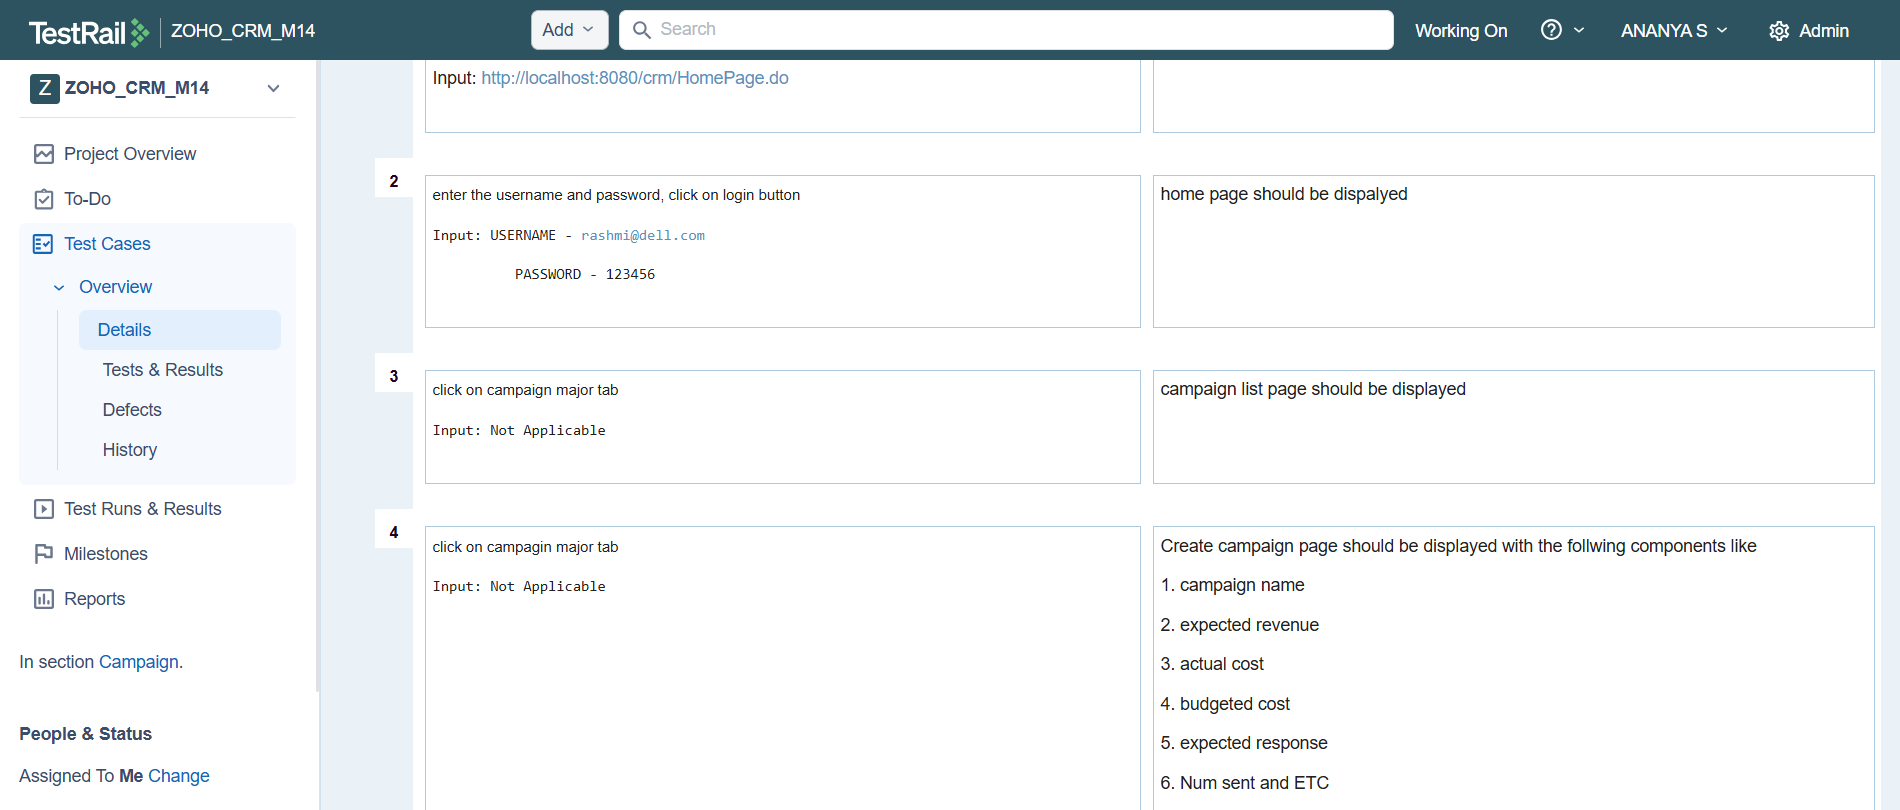 TestRail ZOHO_CRM_M14 Add Search Working On ANANYA S Admin
Z ZOHO_CRM_M14
Project Overview
To-Do
Test Cases
Overview
Details
Tests & Results
Defects
History
Test Runs & Results
Milestones
Reports
In section Campaign.
People & Status
Assigned To Me Change
Input: http://localhost:8080/crm/HomePage.do
2
enter the username and password, click on login button
Input: USERNAME - rashmi@dell.com
PASSWORD - 123456
home page should be dispalyed
3
click on campaign major tab
Input: Not Applicable
campaign list page should be displayed
4
click on campagin major tab
Input: Not Applicable
Create campaign page should be displayed with the follwing components like
1. campaign name
2. expected revenue
3. actual cost
4. budgeted cost
5. expected response
6. Num sent and ETC